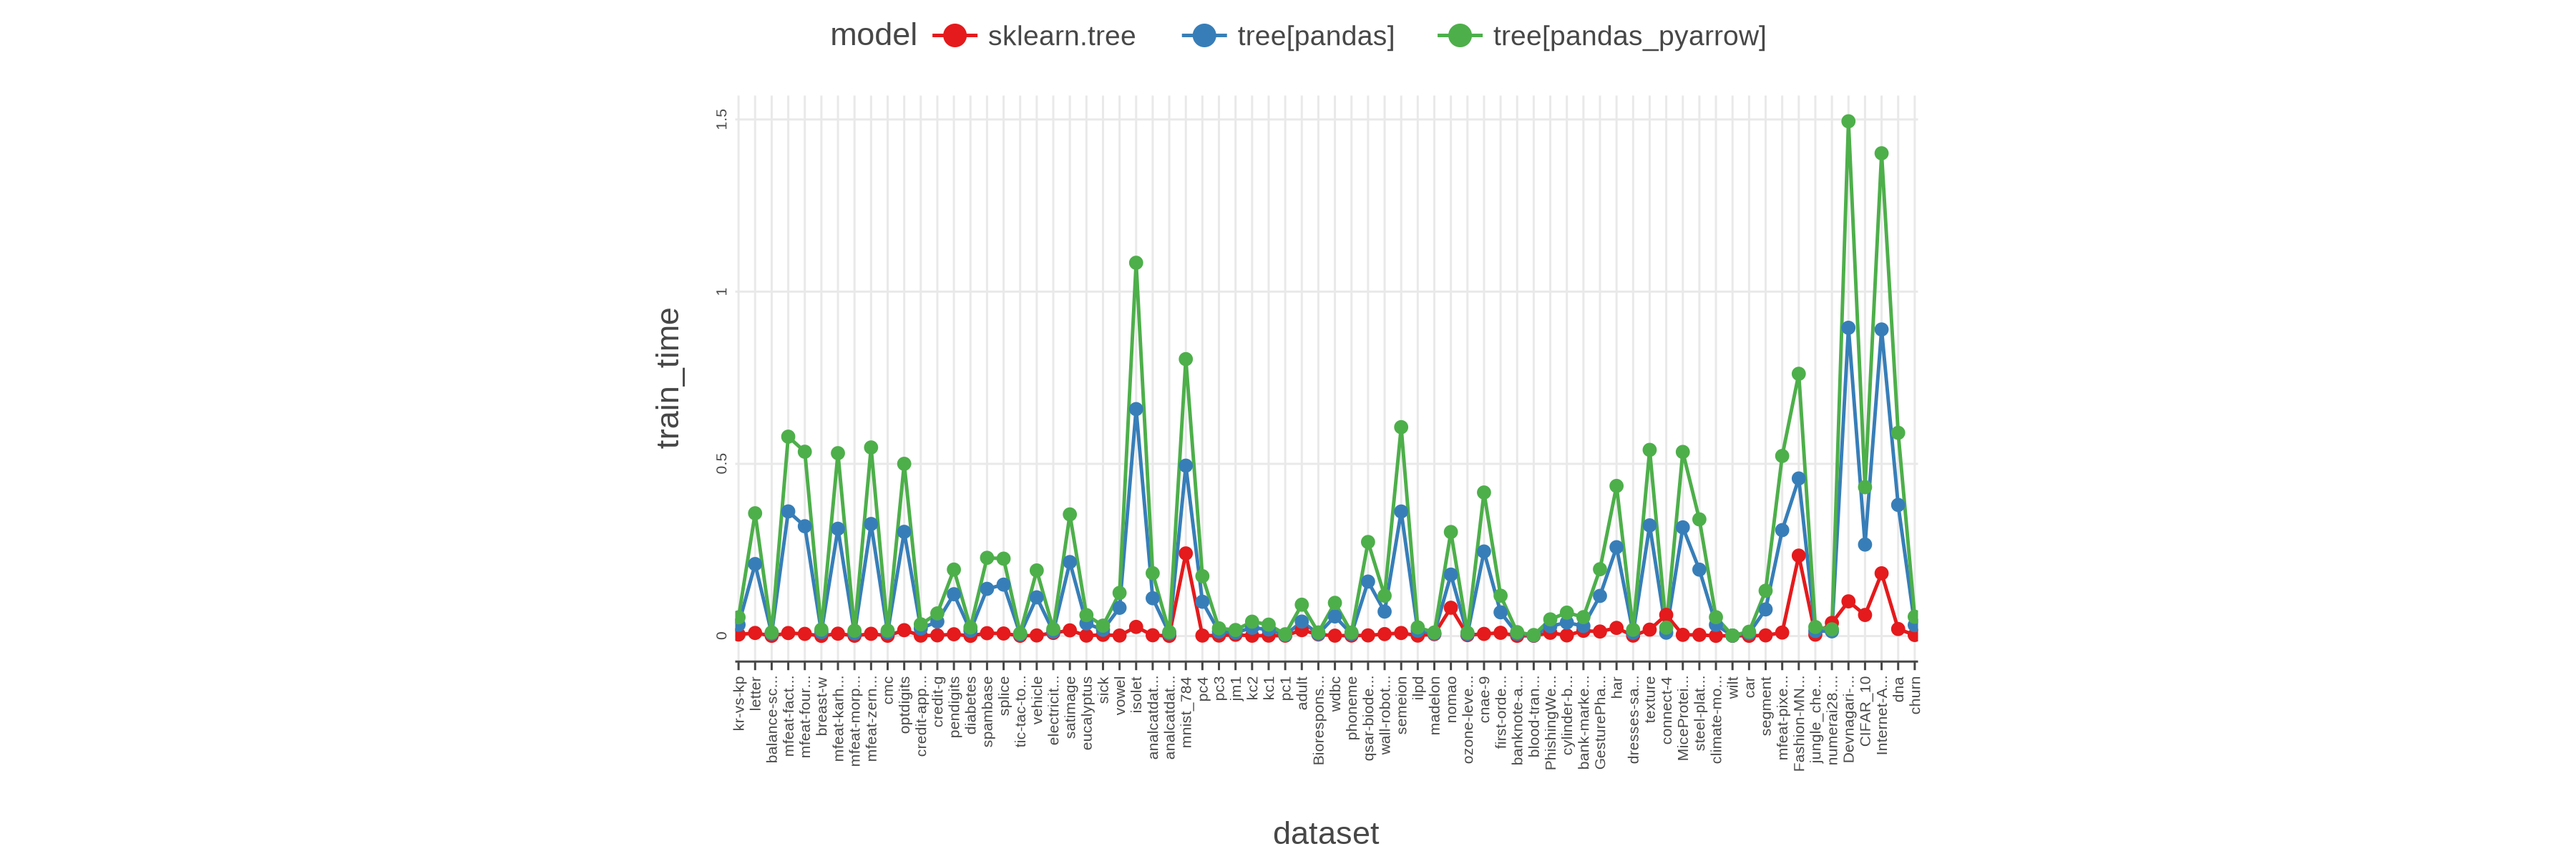 model sklearn.tree tree[pandas] tree[pandas_pyarrow]
1.5
1
0.5
0
train_time
kr-vs-kp
letter
balance-sc…
mfeat-fact…
mfeat-four…
breast-w
mfeat-karh…
mfeat-morp…
mfeat-zern…
cmc
optdigits
credit-app…
credit-g
pendigits
diabetes
spambase
splice
tic-tac-to…
vehicle
electricit…
satimage
eucalyptus
sick
vowel
isolet
analcatdat…
analcatdat…
mnist_784
pc4
pc3
jm1
kc2
kc1
pc1
adult
Biorespons…
wdbc
phoneme
qsar-biode…
wall-robot…
semeion
ilpd
madelon
nomao
ozone-leve…
cnae-9
first-orde…
banknote-a…
blood-tran…
PhishingWe…
cylinder-b…
bank-marke…
GesturePha…
har
dresses-sa…
texture
connect-4
MiceProtei…
steel-plat…
climate-mo…
wilt
car
segment
mfeat-pixe…
Fashion-MN…
jungle_che…
numerai28.…
Devnagari-…
CIFAR_10
Internet-A…
dna
churn
dataset